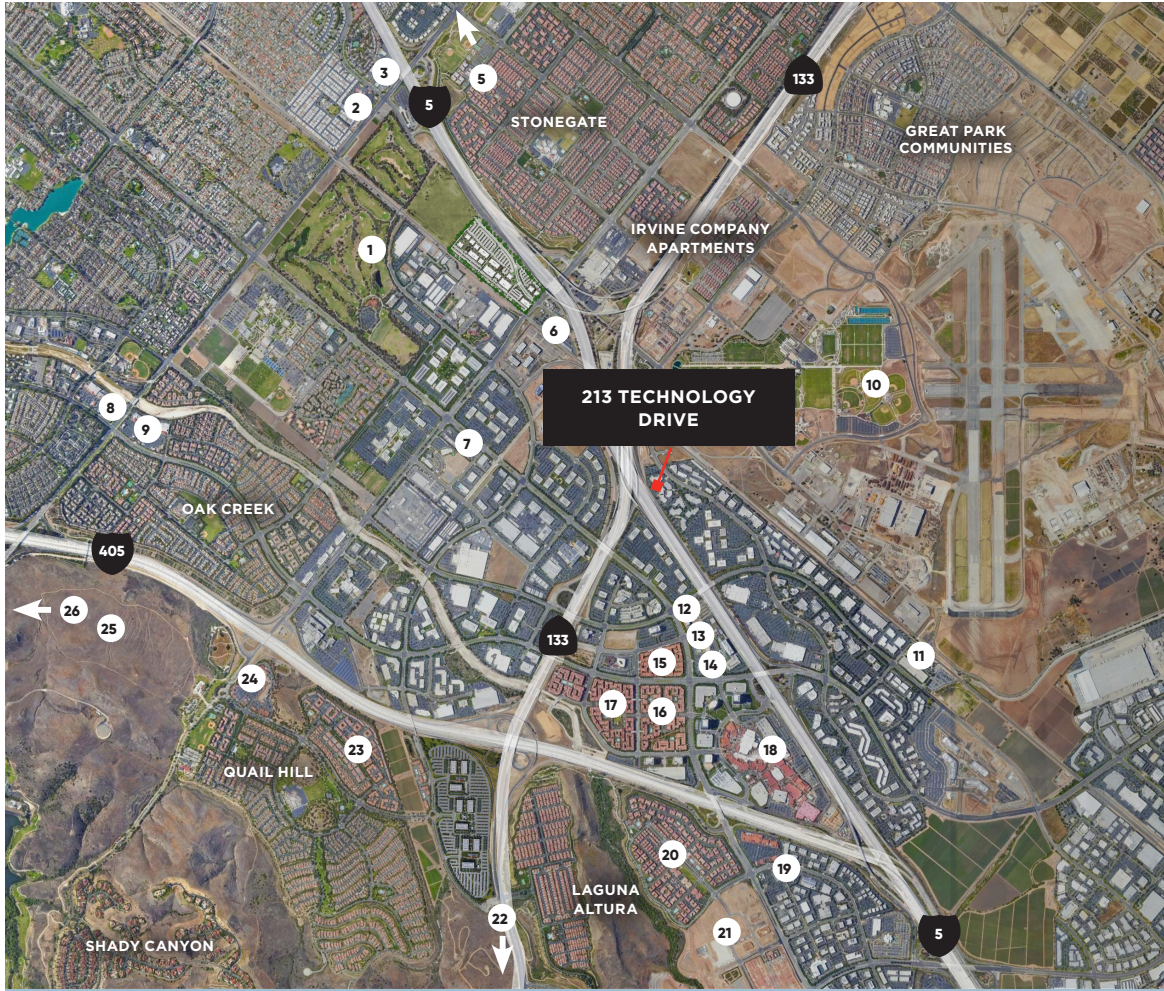 3
5
133
2
5
STONEGATE
GREAT PARK
COMMUNITIES
1
IRVINE COMPANY
APARTMENTS
6
10
213 TECHNOLOGY
DRIVE
8
9
7
OAK CREEK
405
26
25
12
133
13
11
15
14
24
17
16
23
18
QUAIL HILL
20
19
LAGUNA
ALTURA
22
21
5
SHADY CANYON